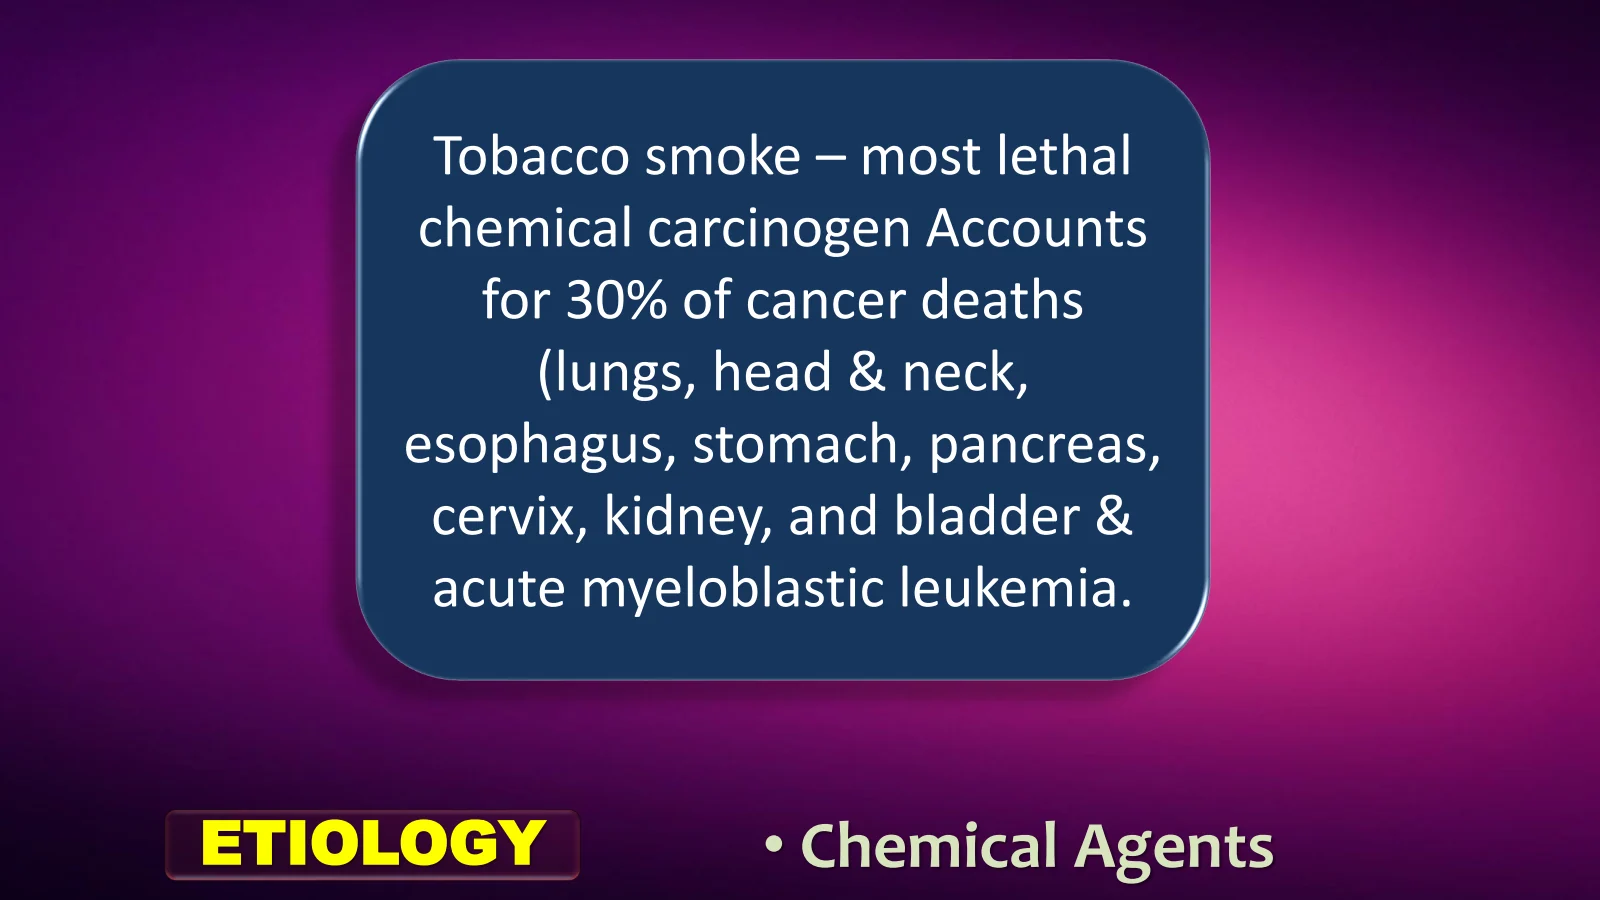 Tobacco smoke – most lethal
chemical carcinogen Accounts
for 30% of cancer deaths
(lungs, head & neck,
esophagus, stomach, pancreas,
cervix, kidney, and bladder &
acute myeloblastic leukemia.
ETIOLOGY
• Chemical Agents